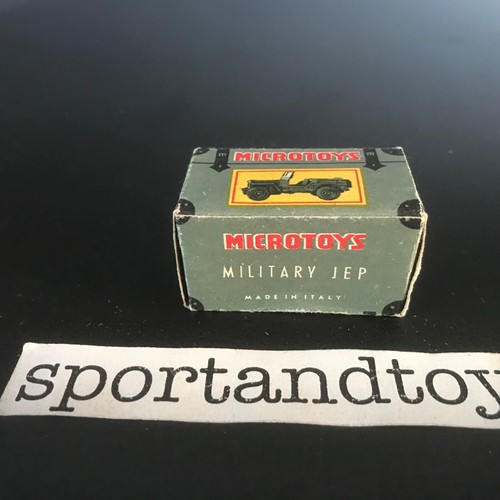 MICROTOYS
MICROTOYS
MILITARY JEP
MADE IN ITALY
sportandtoy